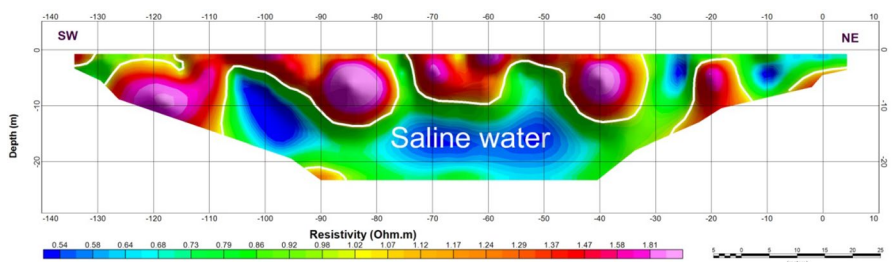 -140 -130 -120 -110 -100 -90 -80 -70 -60 -50 -40 -30 -20 -10 0 10
SW
NE
0 0
-10 -10
-20 -20
Depth (m)
Saline water
-140 -130 -120 -110 -100 -90 -80 -70 -60 -50 -40 -30 -20 -10 0 10
Resistivity (Ohm.m)
0.54 0.58 0.64 0.68 0.73 0.79 0.86 0.92 0.98 1.02 1.07 1.12 1.17 1.24 1.29 1.37 1.47 1.58 1.81
5 0 5 10 15 20 25